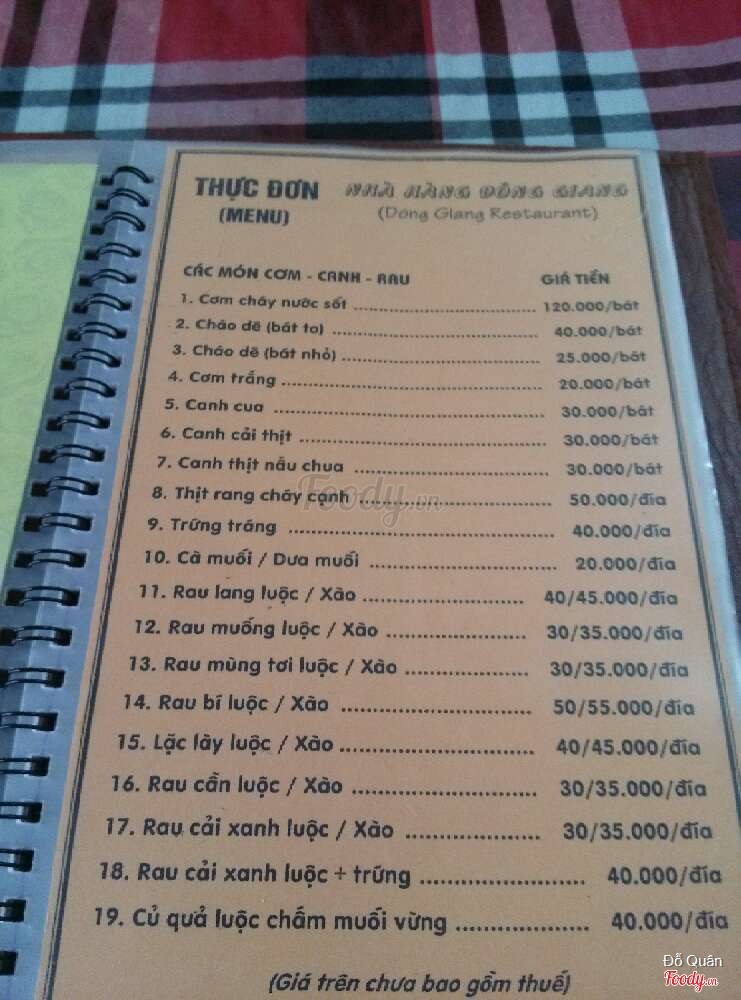 THỰC ĐƠN NHÀ HÀNG ĐÔNG GIANG
(MENU) (Dong Giang Restaurant)
CÁC MÓN CƠM - CANH - RAU GIÁ TIỀN
1. Cơm cháy nước sốt ........................ 120.000/bát
2. Cháo dê (bát to) ........................ 40.000/bát
3. Cháo dê (bát nhỏ) ........................ 25.000/bát
4. Cơm trắng ........................ 20.000/bát
5. Canh cua ........................ 30.000/bát
6. Canh cải thịt ........................ 30.000/bát
7. Canh thịt nấu chua ........................ 30.000/bát
8. Thịt rang cháy cạnh ........................ 50.000/đĩa
9. Trứng tráng ........................ 40.000/đĩa
10. Cà muối / Dưa muối ........................ 20.000/đĩa
11. Rau lang luộc / Xào ........................ 40/45.000/đĩa
12. Rau muống luộc / Xào ........................ 30/35.000/đĩa
13. Rau mùng tơi luộc / Xào ........................ 30/35.000/đĩa
14. Rau bí luộc / Xào ........................ 50/55.000/đĩa
15. Lặc lày luộc / Xào ........................ 40/45.000/đĩa
16. Rau cần luộc / Xào ........................ 30/35.000/đĩa
17. Rau cải xanh luộc / Xào ........................ 30/35.000/đĩa
18. Rau cải xanh luộc + trứng ........................ 40.000/đĩa
19. Củ quả luộc chấm muối vừng ........................ 40.000/đĩa
(Giá trên chưa bao gồm thuế)
Foody.vn
Đỗ Quân
Foody.vn